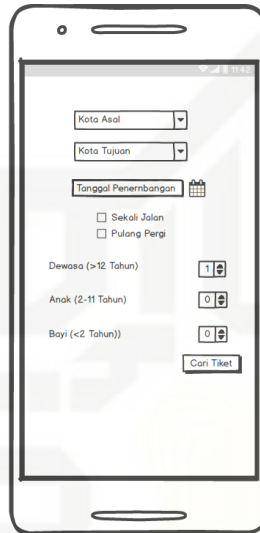 11:42
Kota Asal
Kota Tujuan
Tanggal Penernbangan
Sekali Jalan
Pulang Pergi
Dewasa (>12 Tahun) 1
Anak (2-11 Tahun) 0
Bayi (<2 Tahun)) 0
Cari Tiket